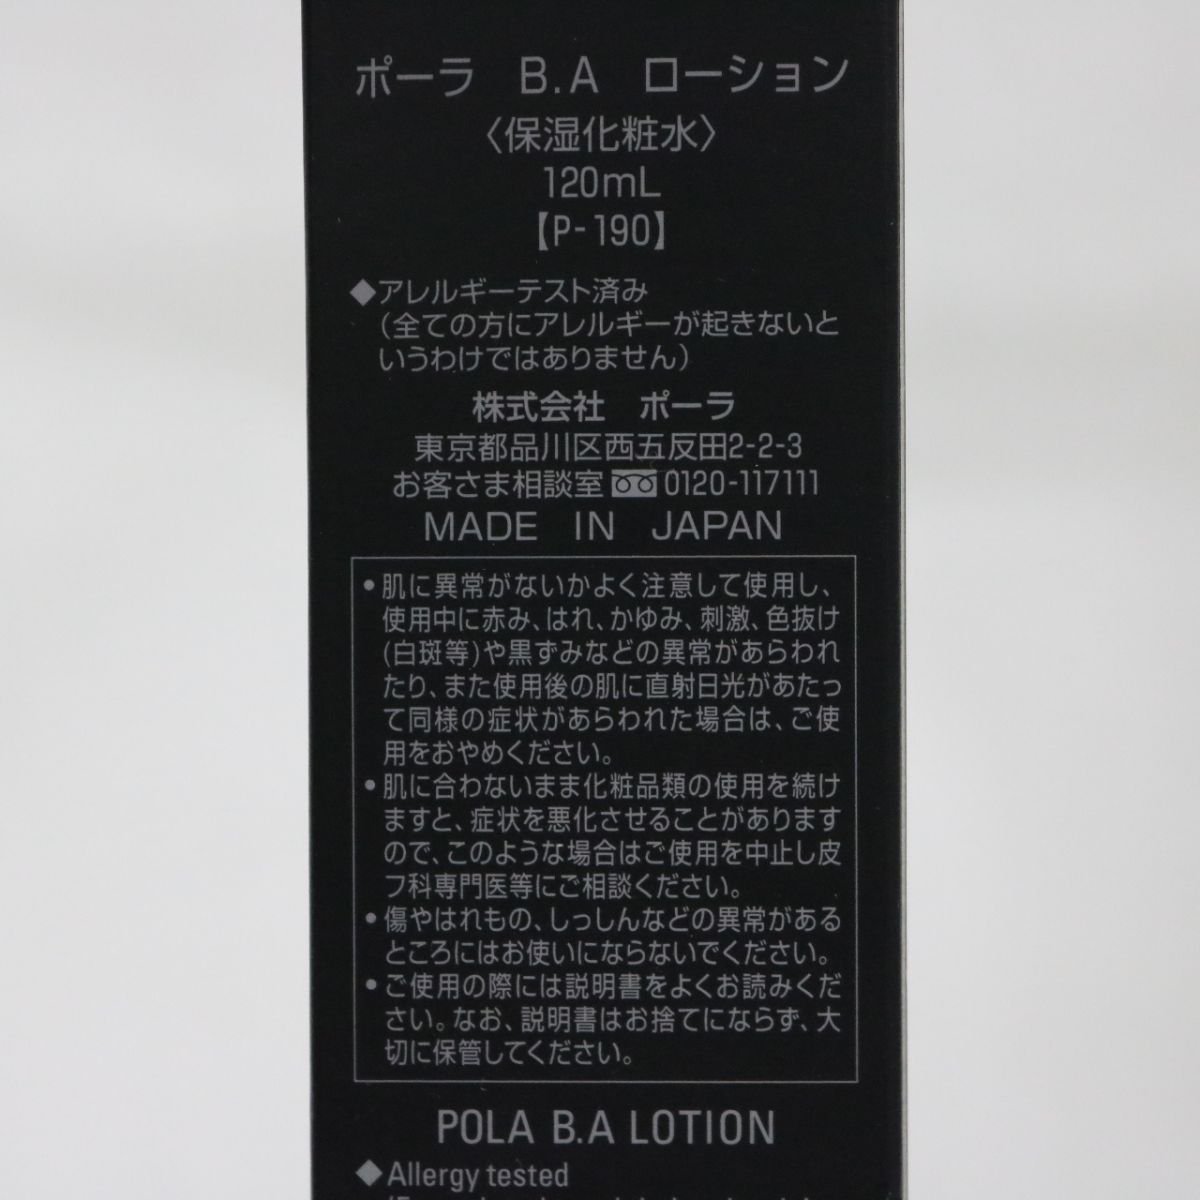 ポーラ B.A ローション
〈保湿化粧水〉
120mL
【P-190】
◆アレルギーテスト済み
(全ての方にアレルギーが起きないと
いうわけではありません)
株式会社 ポーラ
東京都品川区西五反田2-2-3
お客さま相談室 0120-117111
MADE IN JAPAN
•肌に異常がないかよく注意して使用し、
使用中に赤み、はれ、かゆみ、刺激、色抜け
(白斑等)や黒ずみなどの異常があらわれ
たり、また使用後の肌に直射日光があたっ
て同様の症状があらわれた場合は、ご使
用をおやめください。
•肌に合わないまま化粧品類の使用を続け
ますと、症状を悪化させることがあります
ので、このような場合はご使用を中止し皮
フ科専門医等にご相談ください。
•傷やはれもの、しっしんなどの異常がある
ところにはお使いにならないでください。
•ご使用の際には説明書をよくお読みくだ
さい。なお、説明書はお捨てにならず、大
切に保管してください。
POLA B.A LOTION
◆Allergy tested